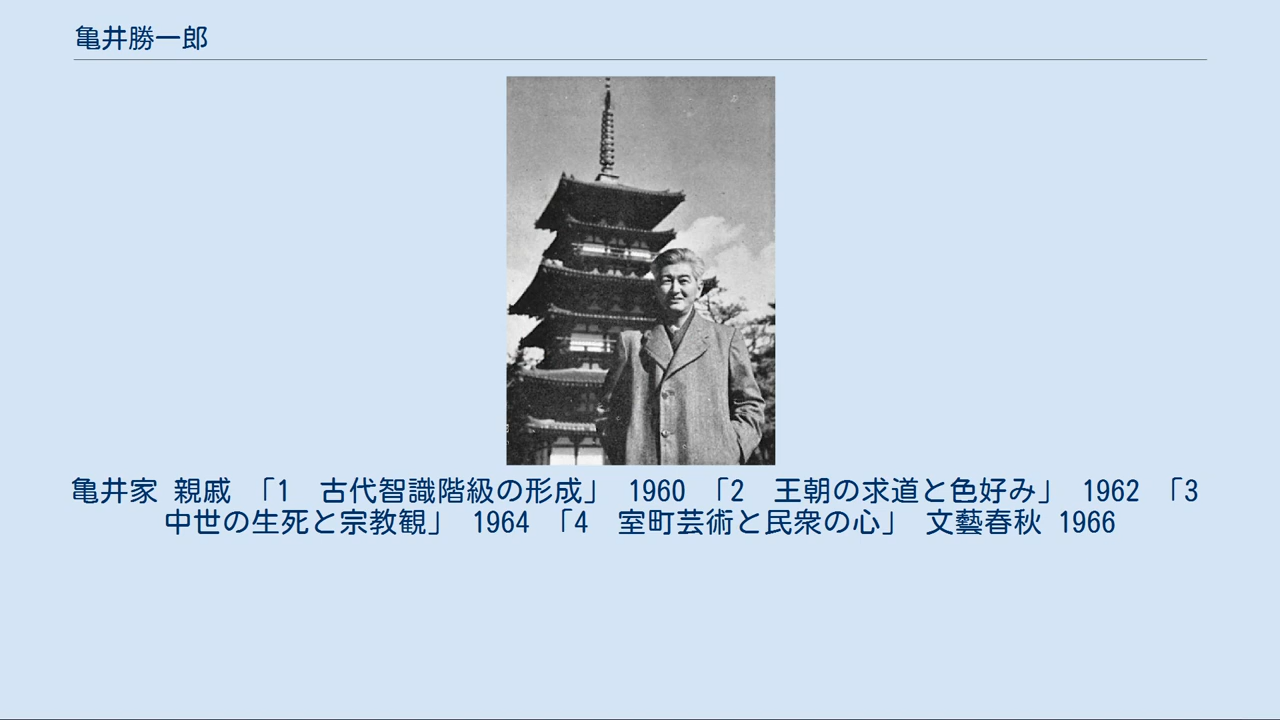 亀井勝一郎
亀井家 親戚 「1　古代智識階級の形成」 1960 「2　王朝の求道と色好み」 1962 「3
中世の生死と宗教観」 1964 「4　室町芸術と民衆の心」 文藝春秋 1966